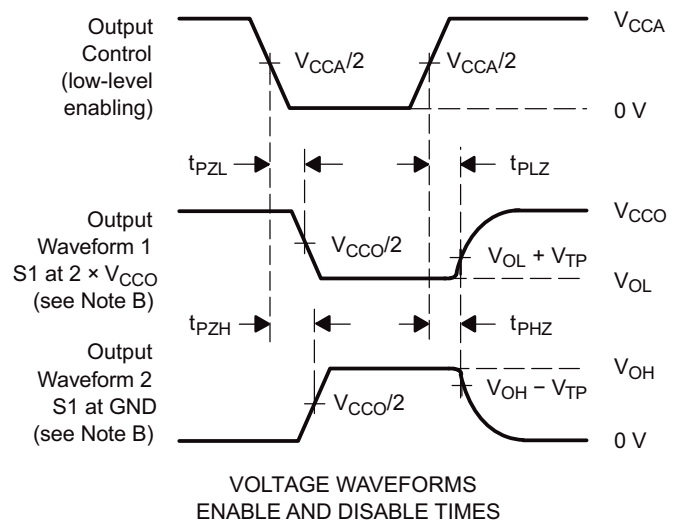 Output
Control
(low-level
enabling)
V_CCA
V_CCA/2
V_CCA/2
0 V
t_PZL
t_PLZ
Output
Waveform 1
S1 at 2 × V_CCO
(see Note B)
V_CCO
V_CCO/2
V_OL + V_TP
V_OL
t_PZH
t_PHZ
Output
Waveform 2
S1 at GND
(see Note B)
V_OH
V_OH − V_TP
V_CCO/2
0 V
VOLTAGE WAVEFORMS
ENABLE AND DISABLE TIMES